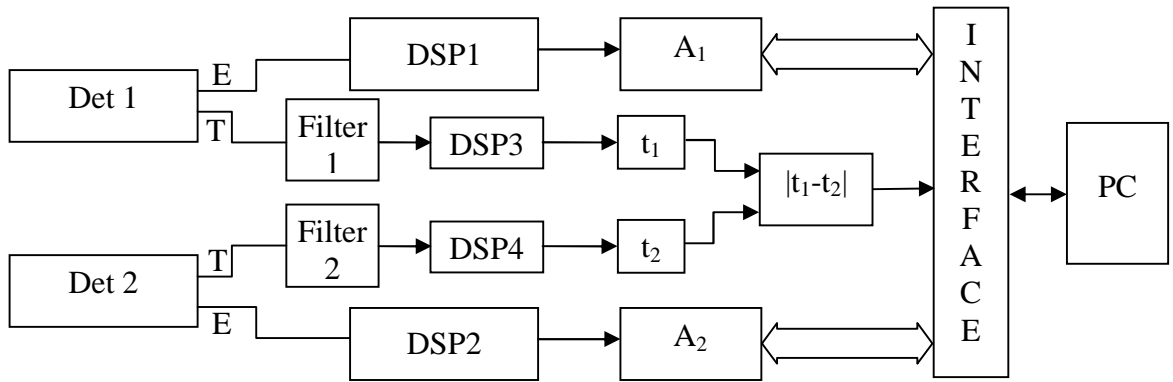 DSP1
A₁
E
Det 1
T
Filter
1
DSP3
t₁
|t₁-t₂|
Filter
2
DSP4
t₂
T
Det 2
E
DSP2
A₂
I
N
T
E
R
F
A
C
E
PC